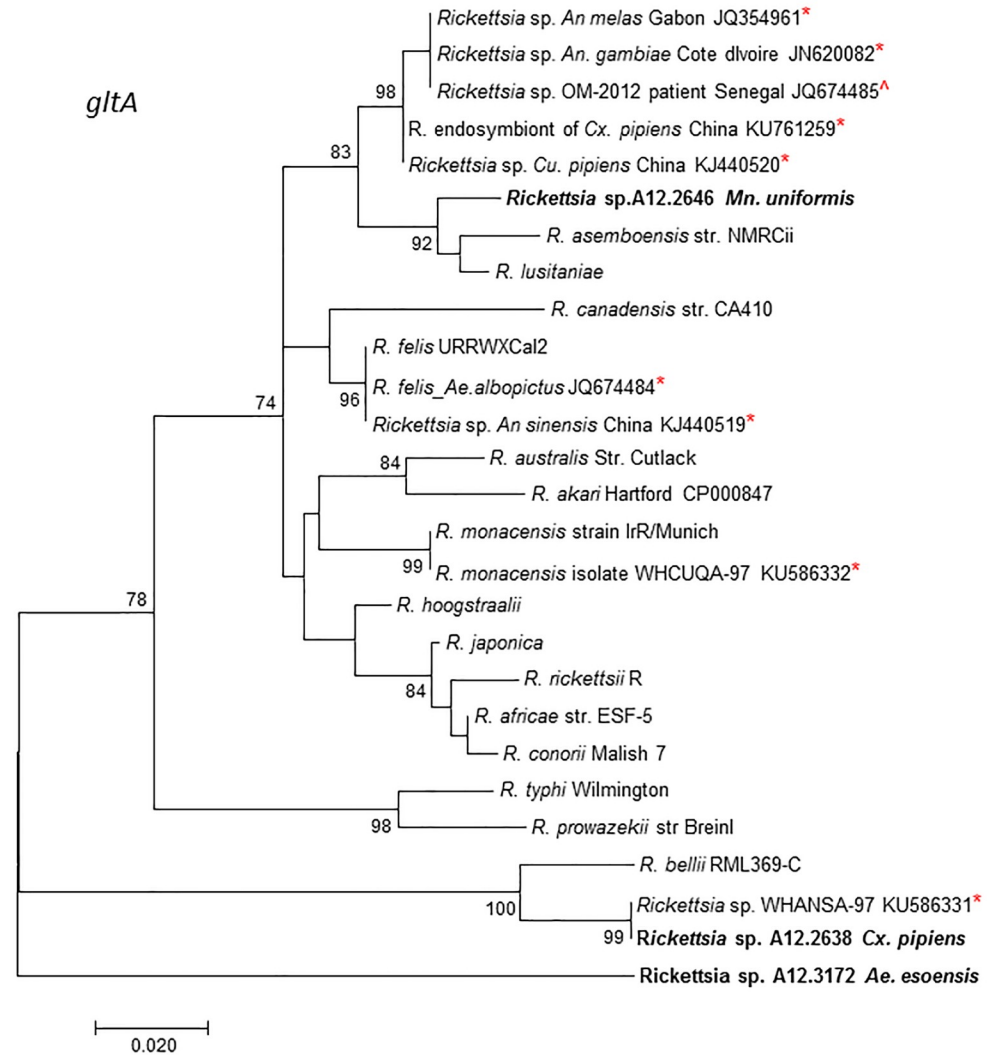 Rickettsia sp. An melas Gabon JQ354961*
Rickettsia sp. An. gambiae Cote dIvoire JN620082*
Rickettsia sp. OM-2012 patient Senegal JQ674485^
gltA
98
R. endosymbiont of Cx. pipiens China KU761259*
83
Rickettsia sp. Cu. pipiens China KJ440520*
Rickettsia sp.A12.2646 Mn. uniformis
R. asemboensis str. NMRCii
92
R. lusitaniae
R. canadensis str. CA410
R. felis URRWXCal2
R. felis_Ae.albopictus JQ674484*
96
74
Rickettsia sp. An sinensis China KJ440519*
R. australis Str. Cutlack
84
R. akari Hartford CP000847
R. monacensis strain IrR/Munich
99
R. monacensis isolate WHCUQA-97 KU586332*
78
R. hoogstraalii
R. japonica
R. rickettsii R
84
R. africae str. ESF-5
R. conorii Malish 7
R. typhi Wilmington
98
R. prowazekii str Breinl
R. bellii RML369-C
100
Rickettsia sp. WHANSA-97 KU586331*
99
Rickettsia sp. A12.2638 Cx. pipiens
Rickettsia sp. A12.3172 Ae. esoensis
0.020